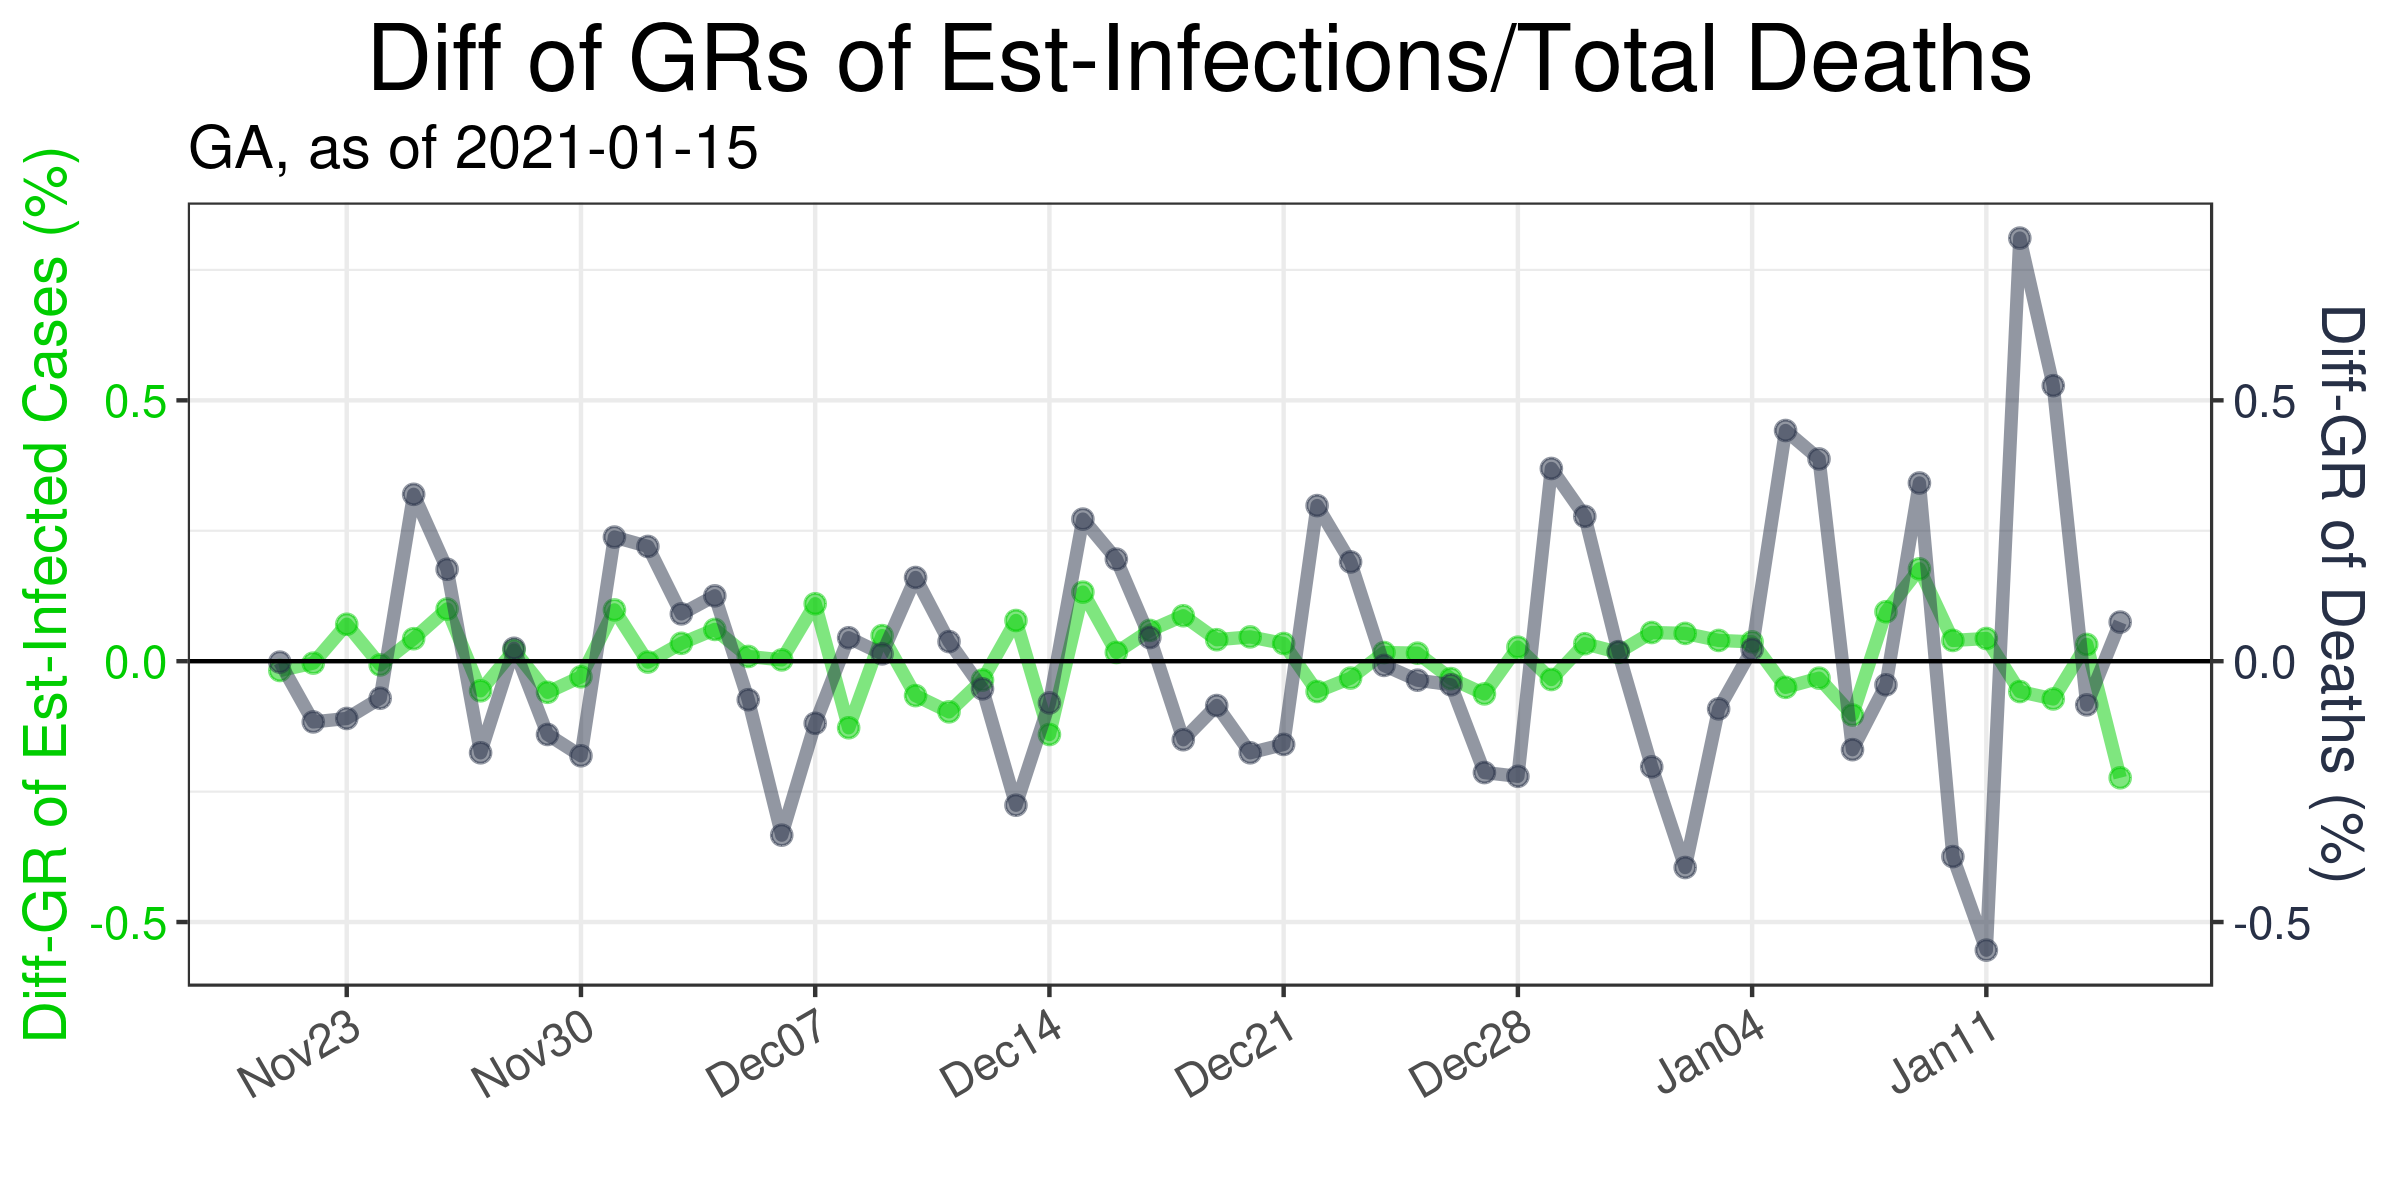 Diff of GRs of Est-Infections/Total Deaths
GA, as of 2021-01-15
Diff-GR of Est-Infected Cases (%)
0.5
0.0
-0.5
0.5
0.0
-0.5
Diff-GR of Deaths (%)
Nov23
Nov30
Dec07
Dec14
Dec21
Dec28
Jan04
Jan11